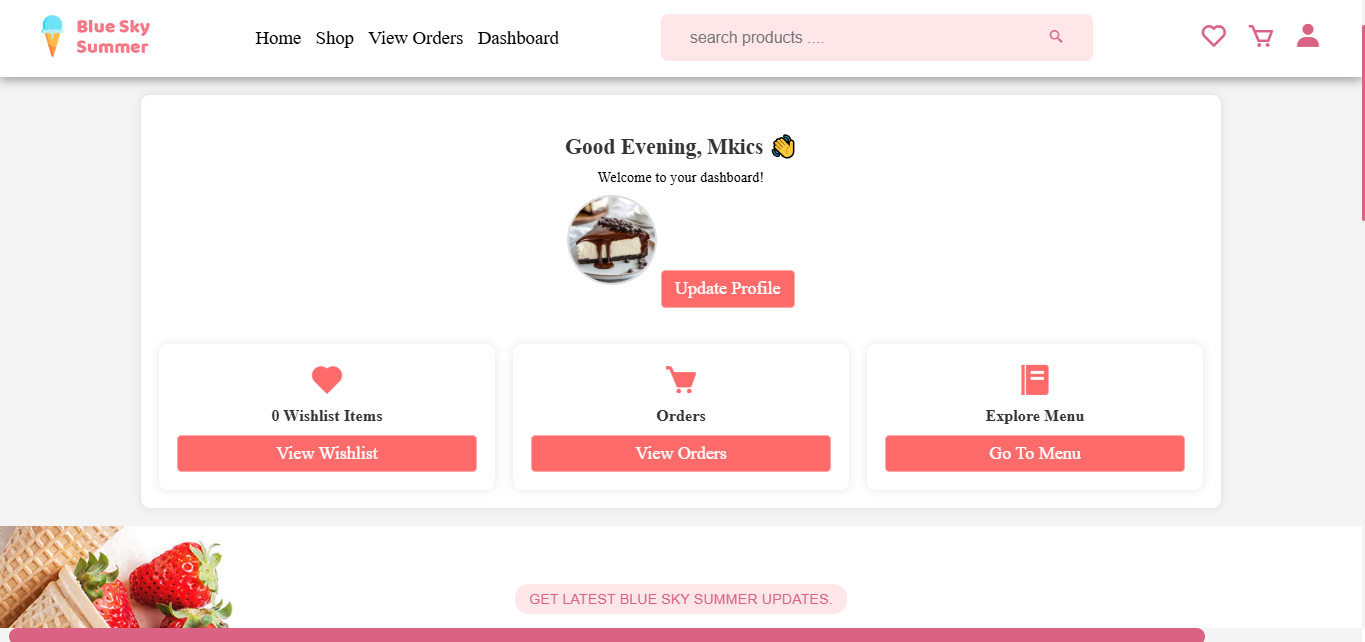 Blue Sky
Summer
Home Shop View Orders Dashboard
search products ....
Good Evening, Mkics 👏
Welcome to your dashboard!
Update Profile
0 Wishlist Items
View Wishlist
Orders
View Orders
Explore Menu
Go To Menu
GET LATEST BLUE SKY SUMMER UPDATES.